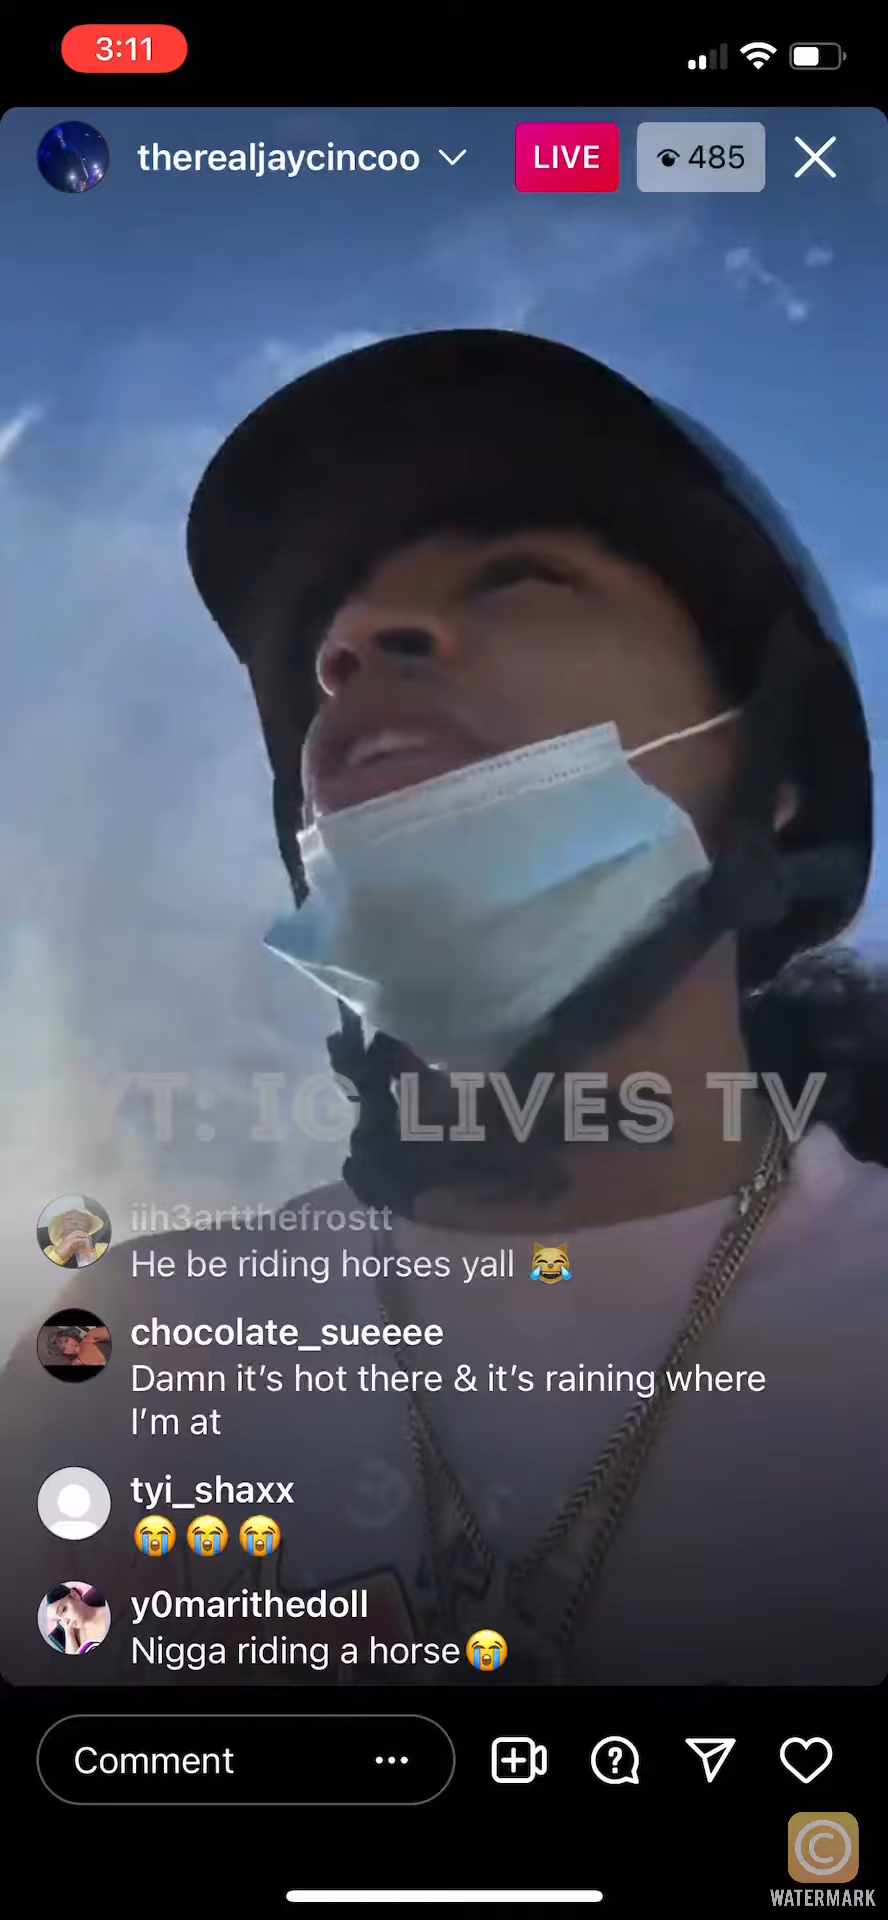 3:11
therealjaycincoo
LIVE
485
YT: IG LIVES TV
iih3artthefrostt
He be riding horses yall 😹
chocolate_sueeee
Damn it's hot there & it's raining where
I'm at
tyi_shaxx
😭😭😭
y0marithedoll
Nigga riding a horse😭
Comment
WATERMARK